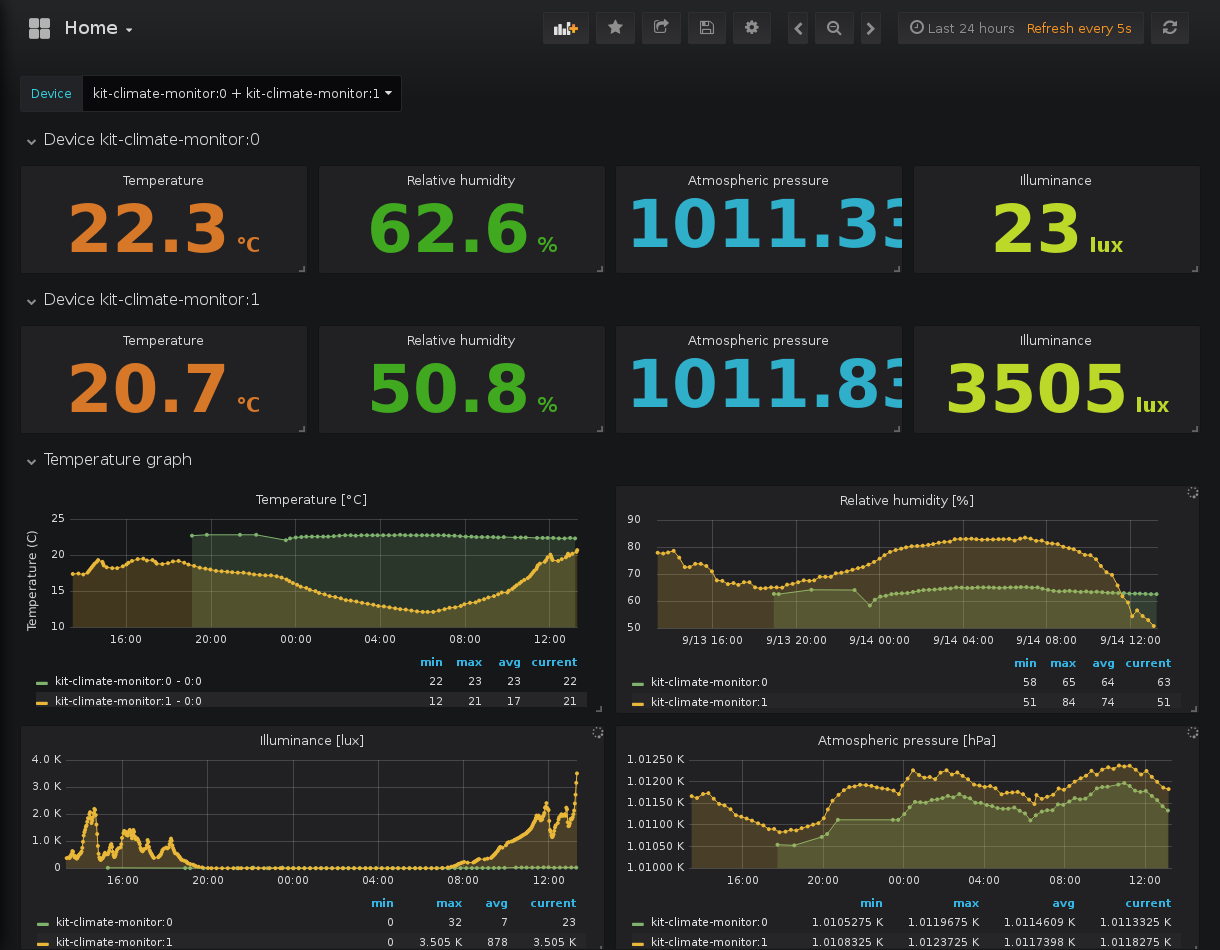 Home
Last 24 hours Refresh every 5s
Device kit-climate-monitor:0 + kit-climate-monitor:1
Device kit-climate-monitor:0
Temperature Relative humidity Atmospheric pressure Illuminance
22.3 °C 62.6 % 1011.33 23 lux
Device kit-climate-monitor:1
Temperature Relative humidity Atmospheric pressure Illuminance
20.7 °C 50.8 % 1011.83 3505 lux
Temperature graph
Temperature [°C]
Temperature (C)
25
20
15
10
16:00 20:00 00:00 04:00 08:00 12:00
min max avg current
kit-climate-monitor:0 - 0:0 22 23 23 22
kit-climate-monitor:1 - 0:0 12 21 17 21
Relative humidity [%]
90
80
70
60
50
9/13 16:00 9/13 20:00 9/14 00:00 9/14 04:00 9/14 08:00 9/14 12:00
min max avg current
kit-climate-monitor:0 58 65 64 63
kit-climate-monitor:1 51 84 74 51
Illuminance [lux]
4.0 K
3.0 K
2.0 K
1.0 K
0
16:00 20:00 00:00 04:00 08:00 12:00
min max avg current
kit-climate-monitor:0 0 32 7 23
kit-climate-monitor:1 0 3.505 K 878 3.505 K
Atmospheric pressure [hPa]
1.01250 K
1.01200 K
1.01150 K
1.01100 K
1.01050 K
1.01000 K
16:00 20:00 00:00 04:00 08:00 12:00
min max avg current
kit-climate-monitor:0 1.0105275 K 1.0119675 K 1.0114609 K 1.0113325 K
kit-climate-monitor:1 1.0108325 K 1.0123725 K 1.0117398 K 1.0118275 K